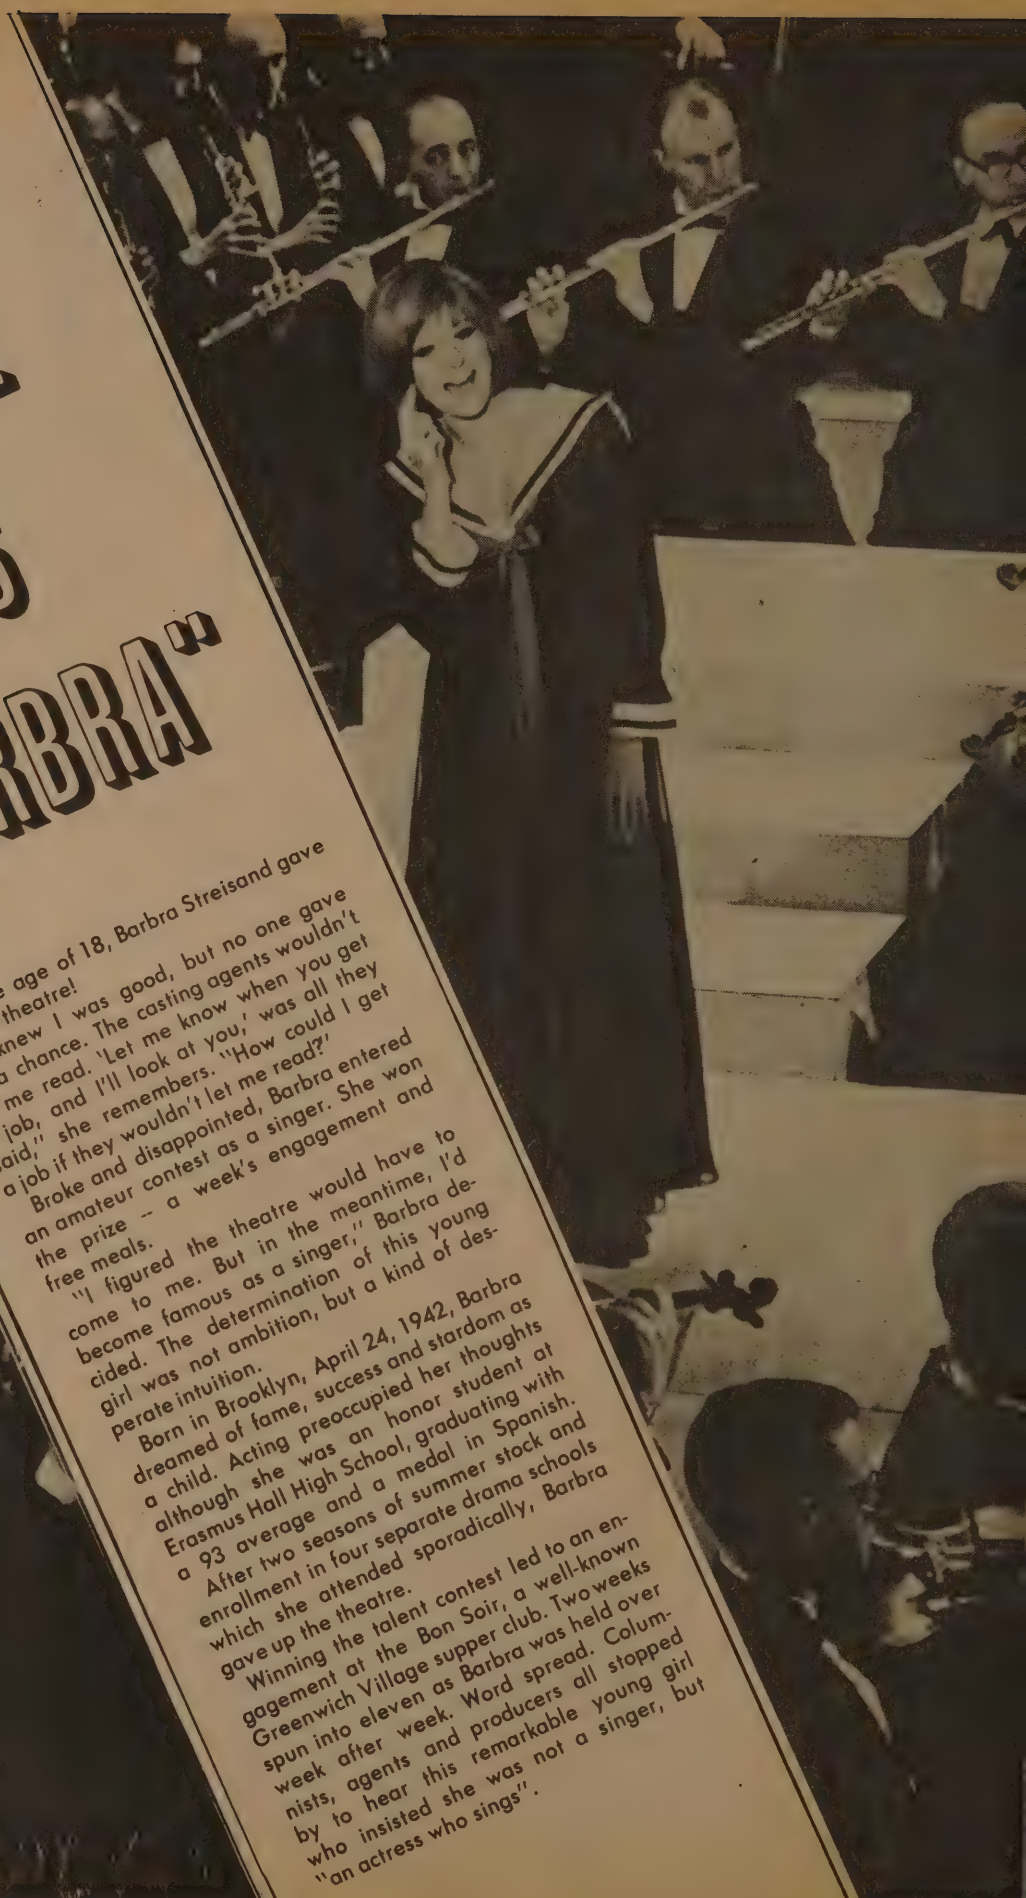 RBRA"
age of 18, Barbra Streisand gave
theatre!
knew I was good, but no one gave
a chance. The casting agents wouldn't
me read. 'Let me know when you get
job, and I'll look at you,' was all they
said," she remembers. "How could I get
a job if they wouldn't let me read?'
Broke and disappointed, Barbra entered
an amateur contest as a singer. She won
the prize -- a week's engagement and
free meals.
"I figured the theatre would have to
come to me. But in the meantime, I'd
become famous as a singer," Barbra de-
cided. The determination of this young
girl was not ambition, but a kind of des-
perate intuition.
Born in Brooklyn, April 24, 1942, Barbra
dreamed of fame, success and stardom as
a child. Acting preoccupied her thoughts
although she was an honor student at
Erasmus Hall High School, graduating with
a 93 average and a medal in Spanish.
After two seasons of summer stock and
enrollment in four separate drama schools
which she attended sporadically, Barbra
gave up the theatre.
Winning the talent contest led to an en-
gagement at the Bon Soir, a well-known
Greenwich Village supper club. Two weeks
spun into eleven as Barbra was held over
week after week. Word spread. Colum-
nists, agents and producers all stopped
by to hear this remarkable young girl
who insisted she was not a singer, but
"an actress who sings".